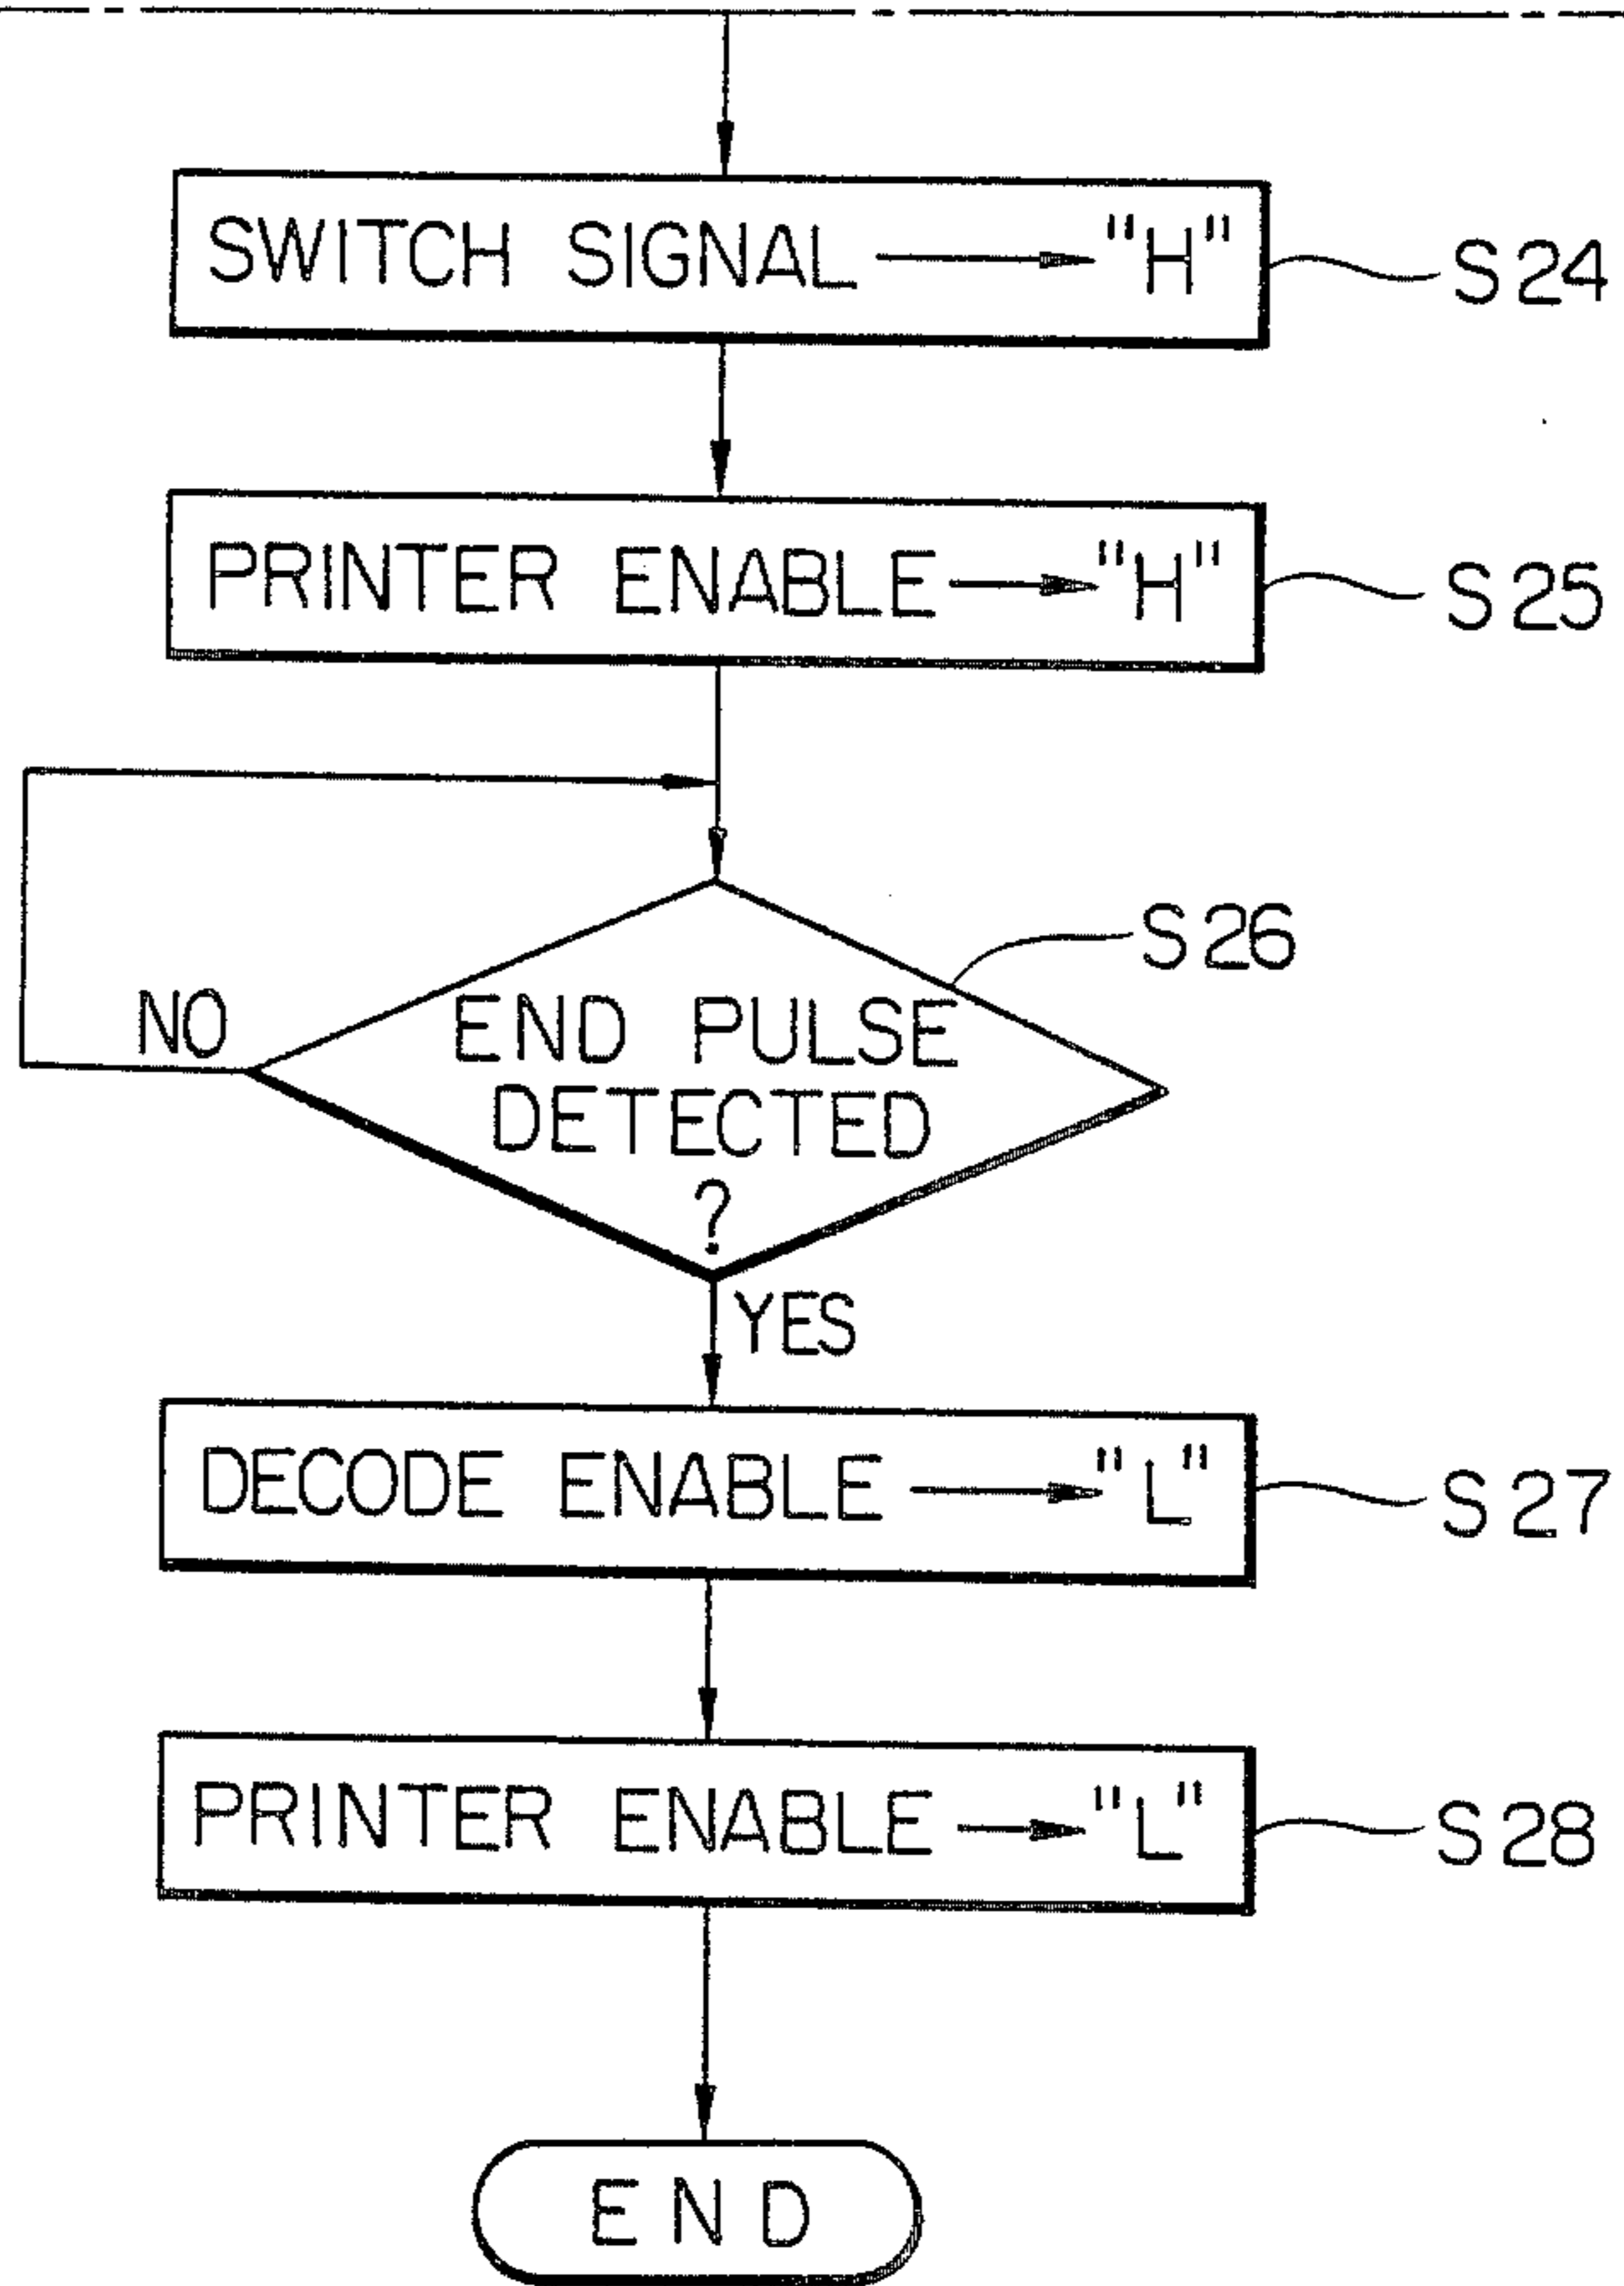 SWITCH SIGNAL → "H"
S24
PRINTER ENABLE → "H"
S25
S26
NO
END PULSE
DETECTED
?
YES
DECODE ENABLE → "L"
S27
PRINTER ENABLE → "L"
S28
END